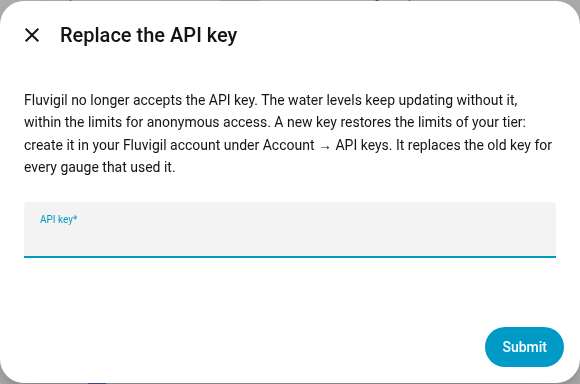 Replace the API key
Fluvigil no longer accepts the API key. The water levels keep updating without it,
within the limits for anonymous access. A new key restores the limits of your tier:
create it in your Fluvigil account under Account → API keys. It replaces the old key for
every gauge that used it.
API key*
Submit